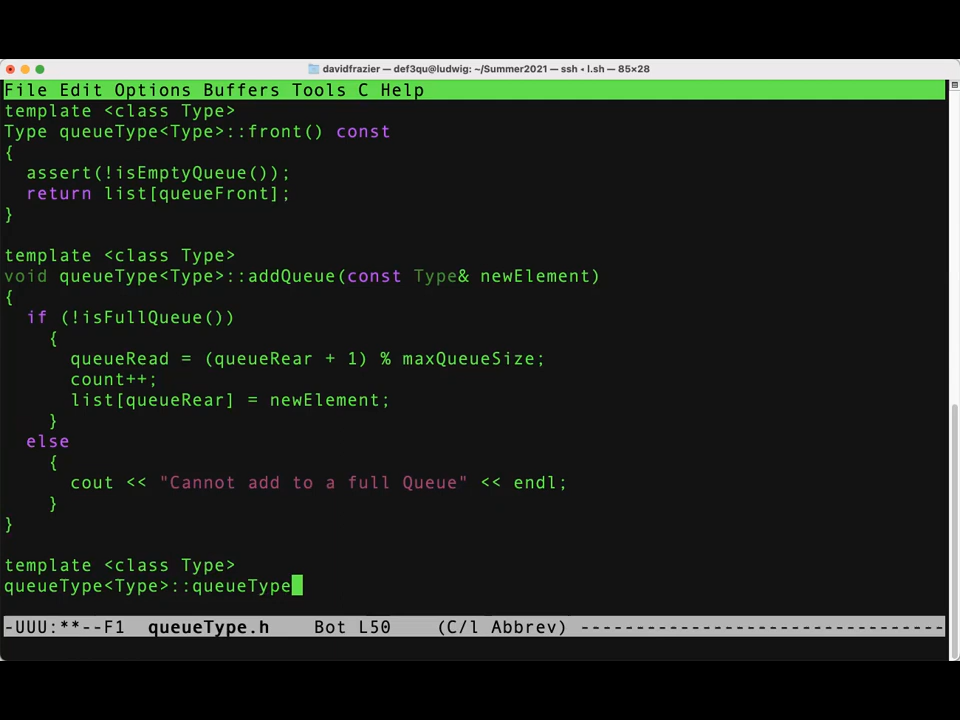 davidfrazier — def3qu@ludwig: ~/Summer2021 — ssh ◂ l.sh — 85×28
File Edit Options Buffers Tools C Help
template <class Type>
Type queueType<Type>::front() const
{
  assert(!isEmptyQueue());
  return list[queueFront];
}
template <class Type>
void queueType<Type>::addQueue(const Type& newElement)
{
  if (!isFullQueue())
    {
      queueRead = (queueRear + 1) % maxQueueSize;
      count++;
      list[queueRear] = newElement;
    }
  else
    {
      cout << "Cannot add to a full Queue" << endl;
    }
}
template <class Type>
queueType<Type>::queueType
-UUU:**--F1  queueType.h    Bot L50    (C/l Abbrev) ---------------------------------